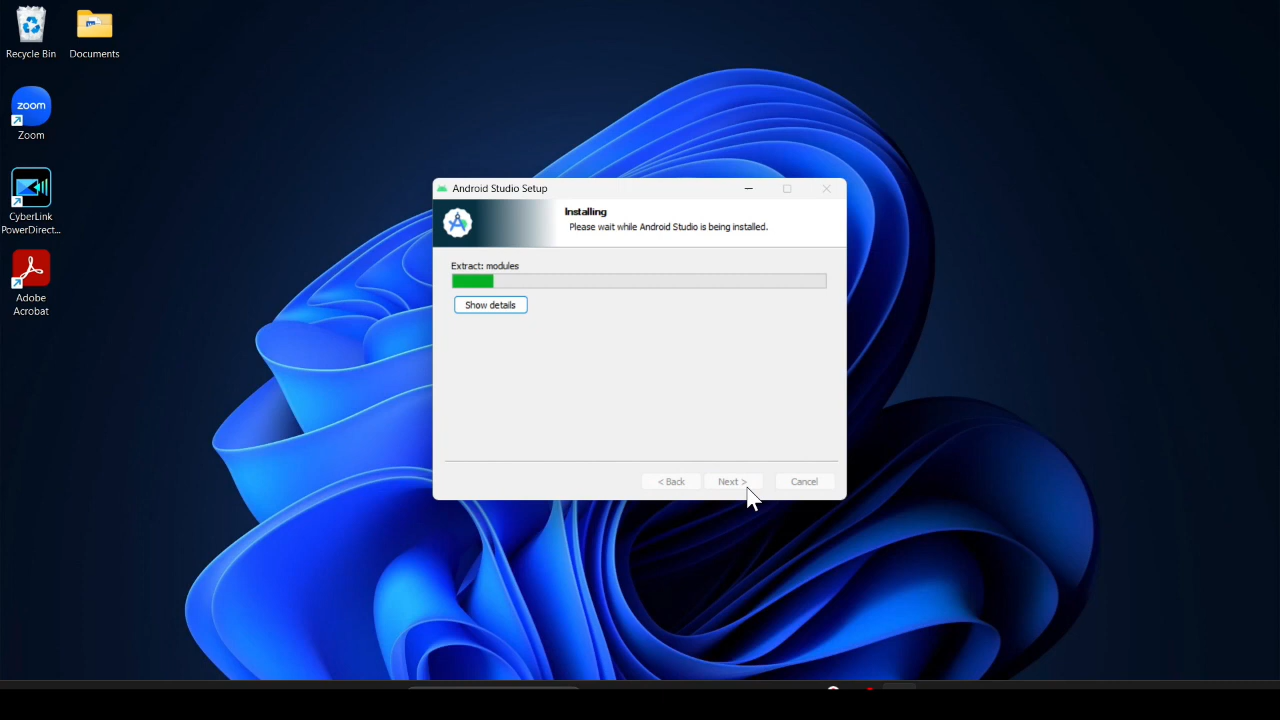 Recycle Bin
Documents
zoom
Zoom
CyberLink
PowerDirect...
Adobe
Acrobat
Android Studio Setup
Installing
Please wait while Android Studio is being installed.
Extract: modules
Show details
< Back
Next >
Cancel